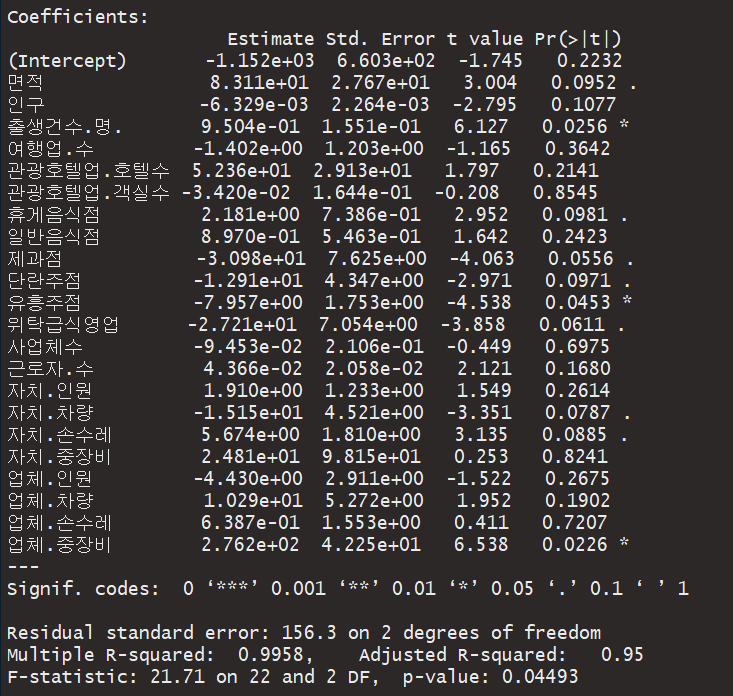 Coefficients:
Estimate Std. Error t value Pr(>|t|)
(Intercept) -1.152e+03 6.603e+02 -1.745 0.2232
면적 8.311e+01 2.767e+01 3.004 0.0952 .
인구 -6.329e-03 2.264e-03 -2.795 0.1077
출생건수.명. 9.504e-01 1.551e-01 6.127 0.0256 *
여행업.수 -1.402e+00 1.203e+00 -1.165 0.3642
관광호텔업.호텔수 5.236e+01 2.913e+01 1.797 0.2141
관광호텔업.객실수 -3.420e-02 1.644e-01 -0.208 0.8545
휴게음식점 2.181e+00 7.386e-01 2.952 0.0981 .
일반음식점 8.970e-01 5.463e-01 1.642 0.2423
제과점 -3.098e+01 7.625e+00 -4.063 0.0556 .
단란주점 -1.291e+01 4.347e+00 -2.971 0.0971 .
유흥주점 -7.957e+00 1.753e+00 -4.538 0.0453 *
위탁급식영업 -2.721e+01 7.054e+00 -3.858 0.0611 .
사업체수 -9.453e-02 2.106e-01 -0.449 0.6975
근로자.수 4.366e-02 2.058e-02 2.121 0.1680
자치.인원 1.910e+00 1.233e+00 1.549 0.2614
자치.차량 -1.515e+01 4.521e+00 -3.351 0.0787 .
자치.손수레 5.674e+00 1.810e+00 3.135 0.0885 .
자치.중장비 2.481e+01 9.815e+01 0.253 0.8241
업체.인원 -4.430e+00 2.911e+00 -1.522 0.2675
업체.차량 1.029e+01 5.272e+00 1.952 0.1902
업체.손수레 6.387e-01 1.553e+00 0.411 0.7207
업체.중장비 2.762e+02 4.225e+01 6.538 0.0226 *
---
Signif. codes: 0 ‘***’ 0.001 ‘**’ 0.01 ‘*’ 0.05 ‘.’ 0.1 ‘ ’ 1
Residual standard error: 156.3 on 2 degrees of freedom
Multiple R-squared: 0.9958, Adjusted R-squared: 0.95
F-statistic: 21.71 on 22 and 2 DF, p-value: 0.04493